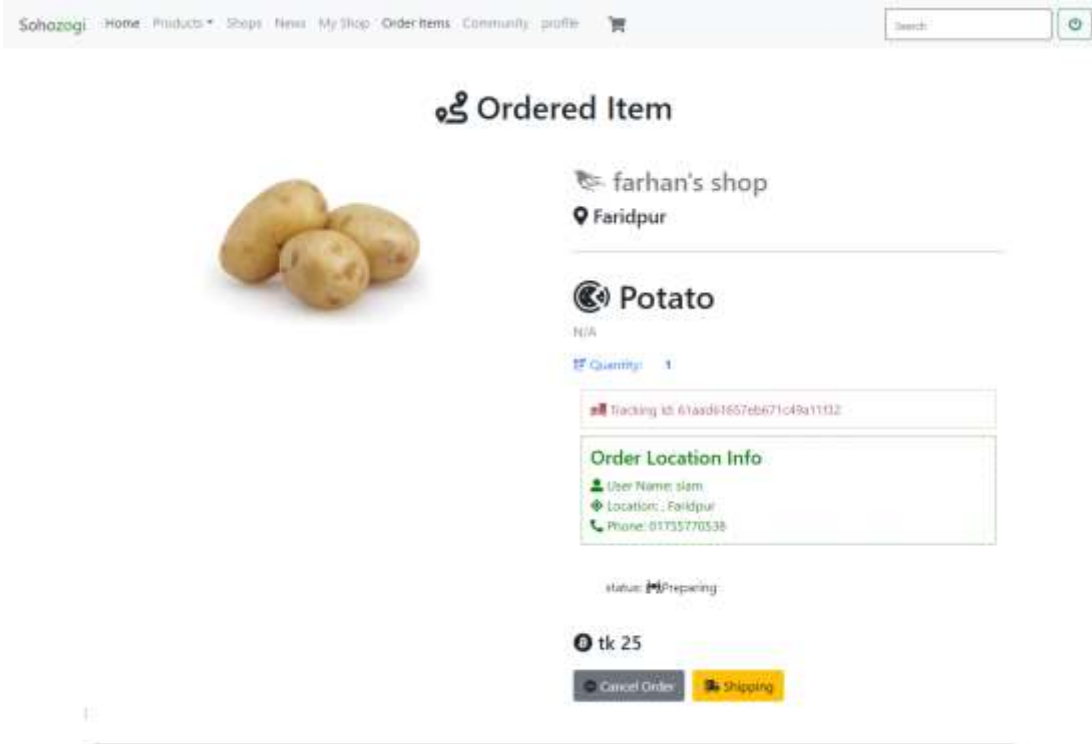 Sohozogi Home Products Shops News My Shop Order Items Community profile Search
Ordered Item
farhan's shop
Faridpur
Potato
N/A
Quantity: 1
Tracking Id:
Order Location Info
User Name: siam
Location: , Faridpur
Phone: 01755770538
status: Preparing
tk 25
Cancel Order Shipping